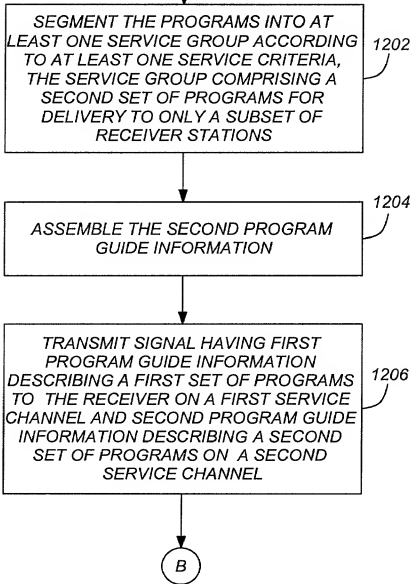 SEGMENT THE PROGRAMS INTO AT
LEAST ONE SERVICE GROUP ACCORDING
TO AT LEAST ONE SERVICE CRITERIA,
THE SERVICE GROUP COMPRISING A
SECOND SET OF PROGRAMS FOR
DELIVERY TO ONLY A SUBSET OF
RECEIVER STATIONS
1202
ASSEMBLE THE SECOND PROGRAM
GUIDE INFORMATION
1204
TRANSMIT SIGNAL HAVING FIRST
PROGRAM GUIDE INFORMATION
DESCRIBING A FIRST SET OF PROGRAMS
TO THE RECEIVER ON A FIRST SERVICE
CHANNEL AND SECOND PROGRAM GUIDE
INFORMATION DESCRIBING A SECOND
SET OF PROGRAMS ON A SECOND
SERVICE CHANNEL
1206
B